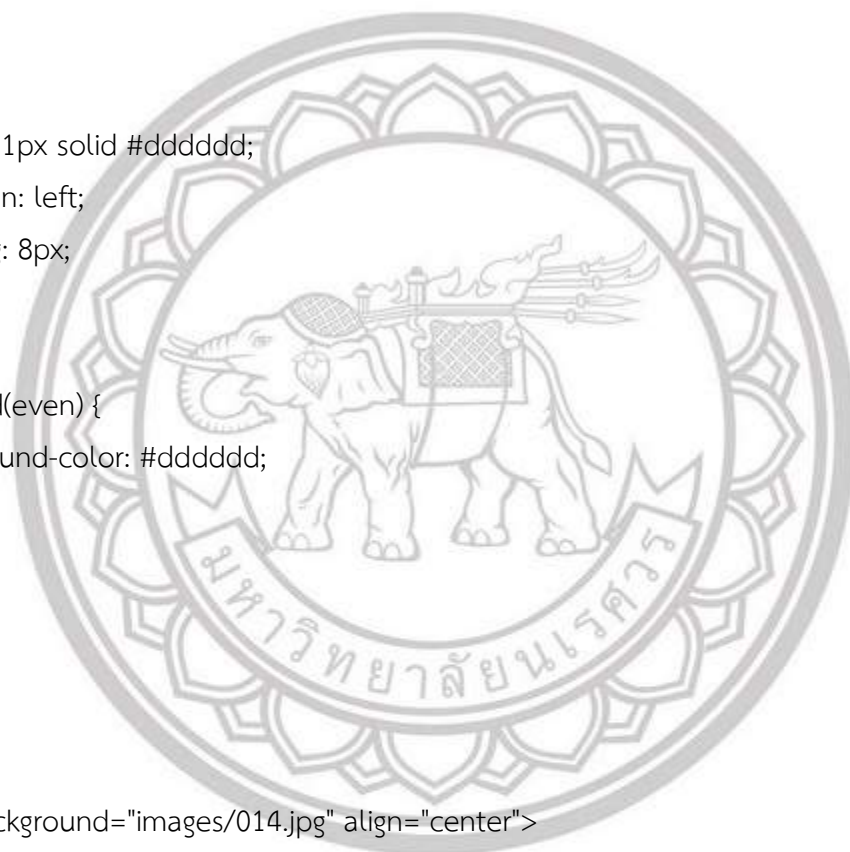 1px solid #dddddd;
n: left;
: 8px;
(even) {
und-color: #dddddd;
มหาวิทยาลัยนเรศวร
ckground="images/014.jpg" align="center">